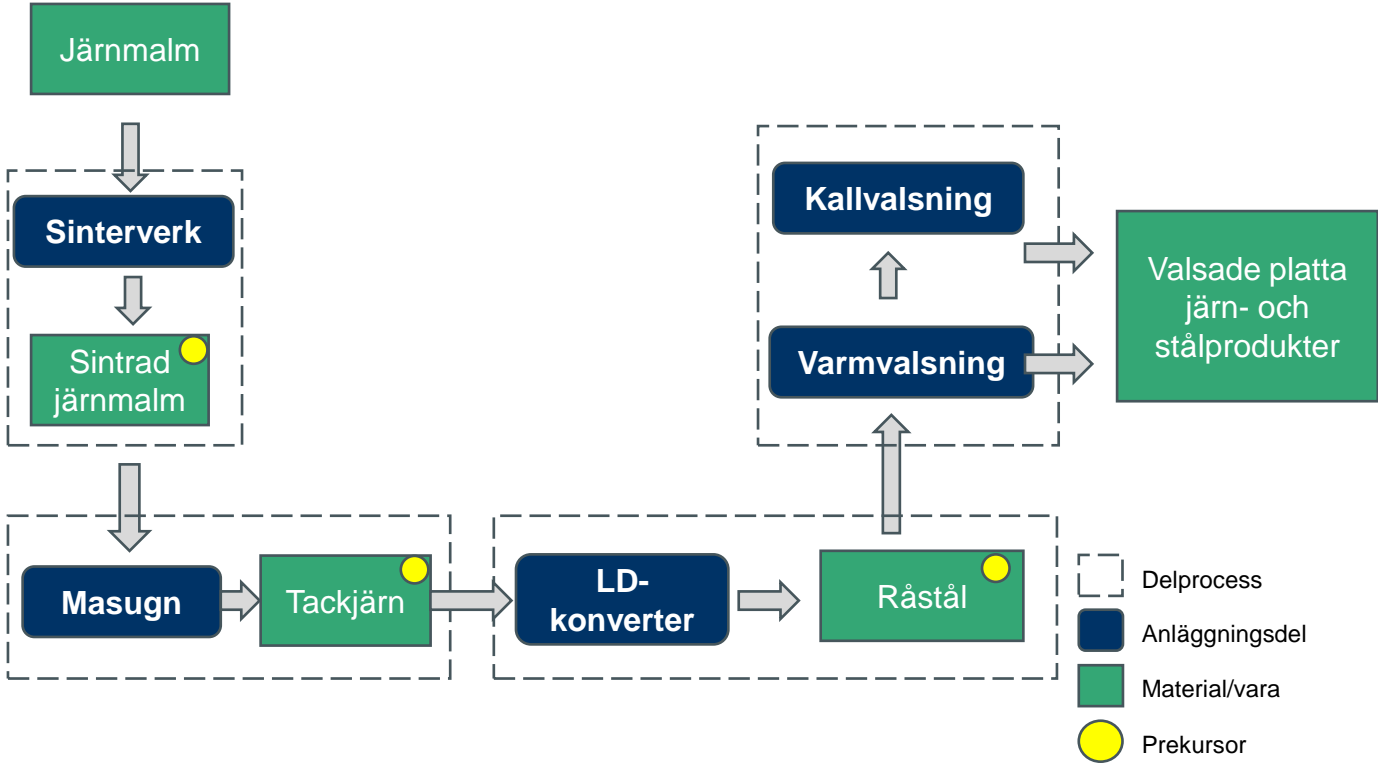 Järnmalm
Sinterverk
Sintrad
järnmalm
Masugn
Tackjärn
LD-
konverter
Råstål
Kallvalsning
Varmvalsning
Valsade platta
järn- och
stålprodukter
Delprocess
Anläggningsdel
Material/vara
Prekursor